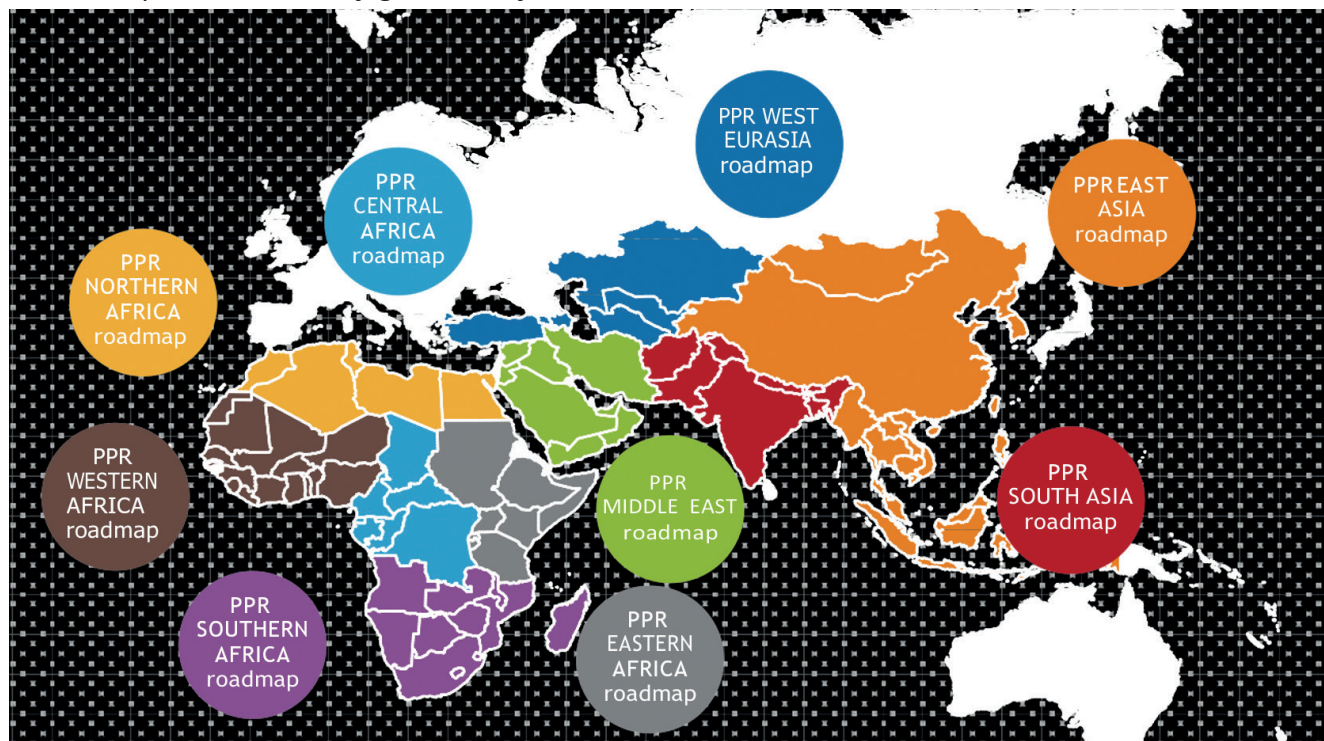 PPR WEST
EURASIA
roadmap
PPR
CENTRAL
AFRICA
roadmap
PPR EAST
ASIA
roadmap
PPR
NORTHERN
AFRICA
roadmap
PPR
WESTERN
AFRICA
roadmap
PPR
MIDDLE EAST
roadmap
PPR
SOUTH ASIA
roadmap
PPR
SOUTHERN
AFRICA
roadmap
PPR
EASTERN
AFRICA
roadmap